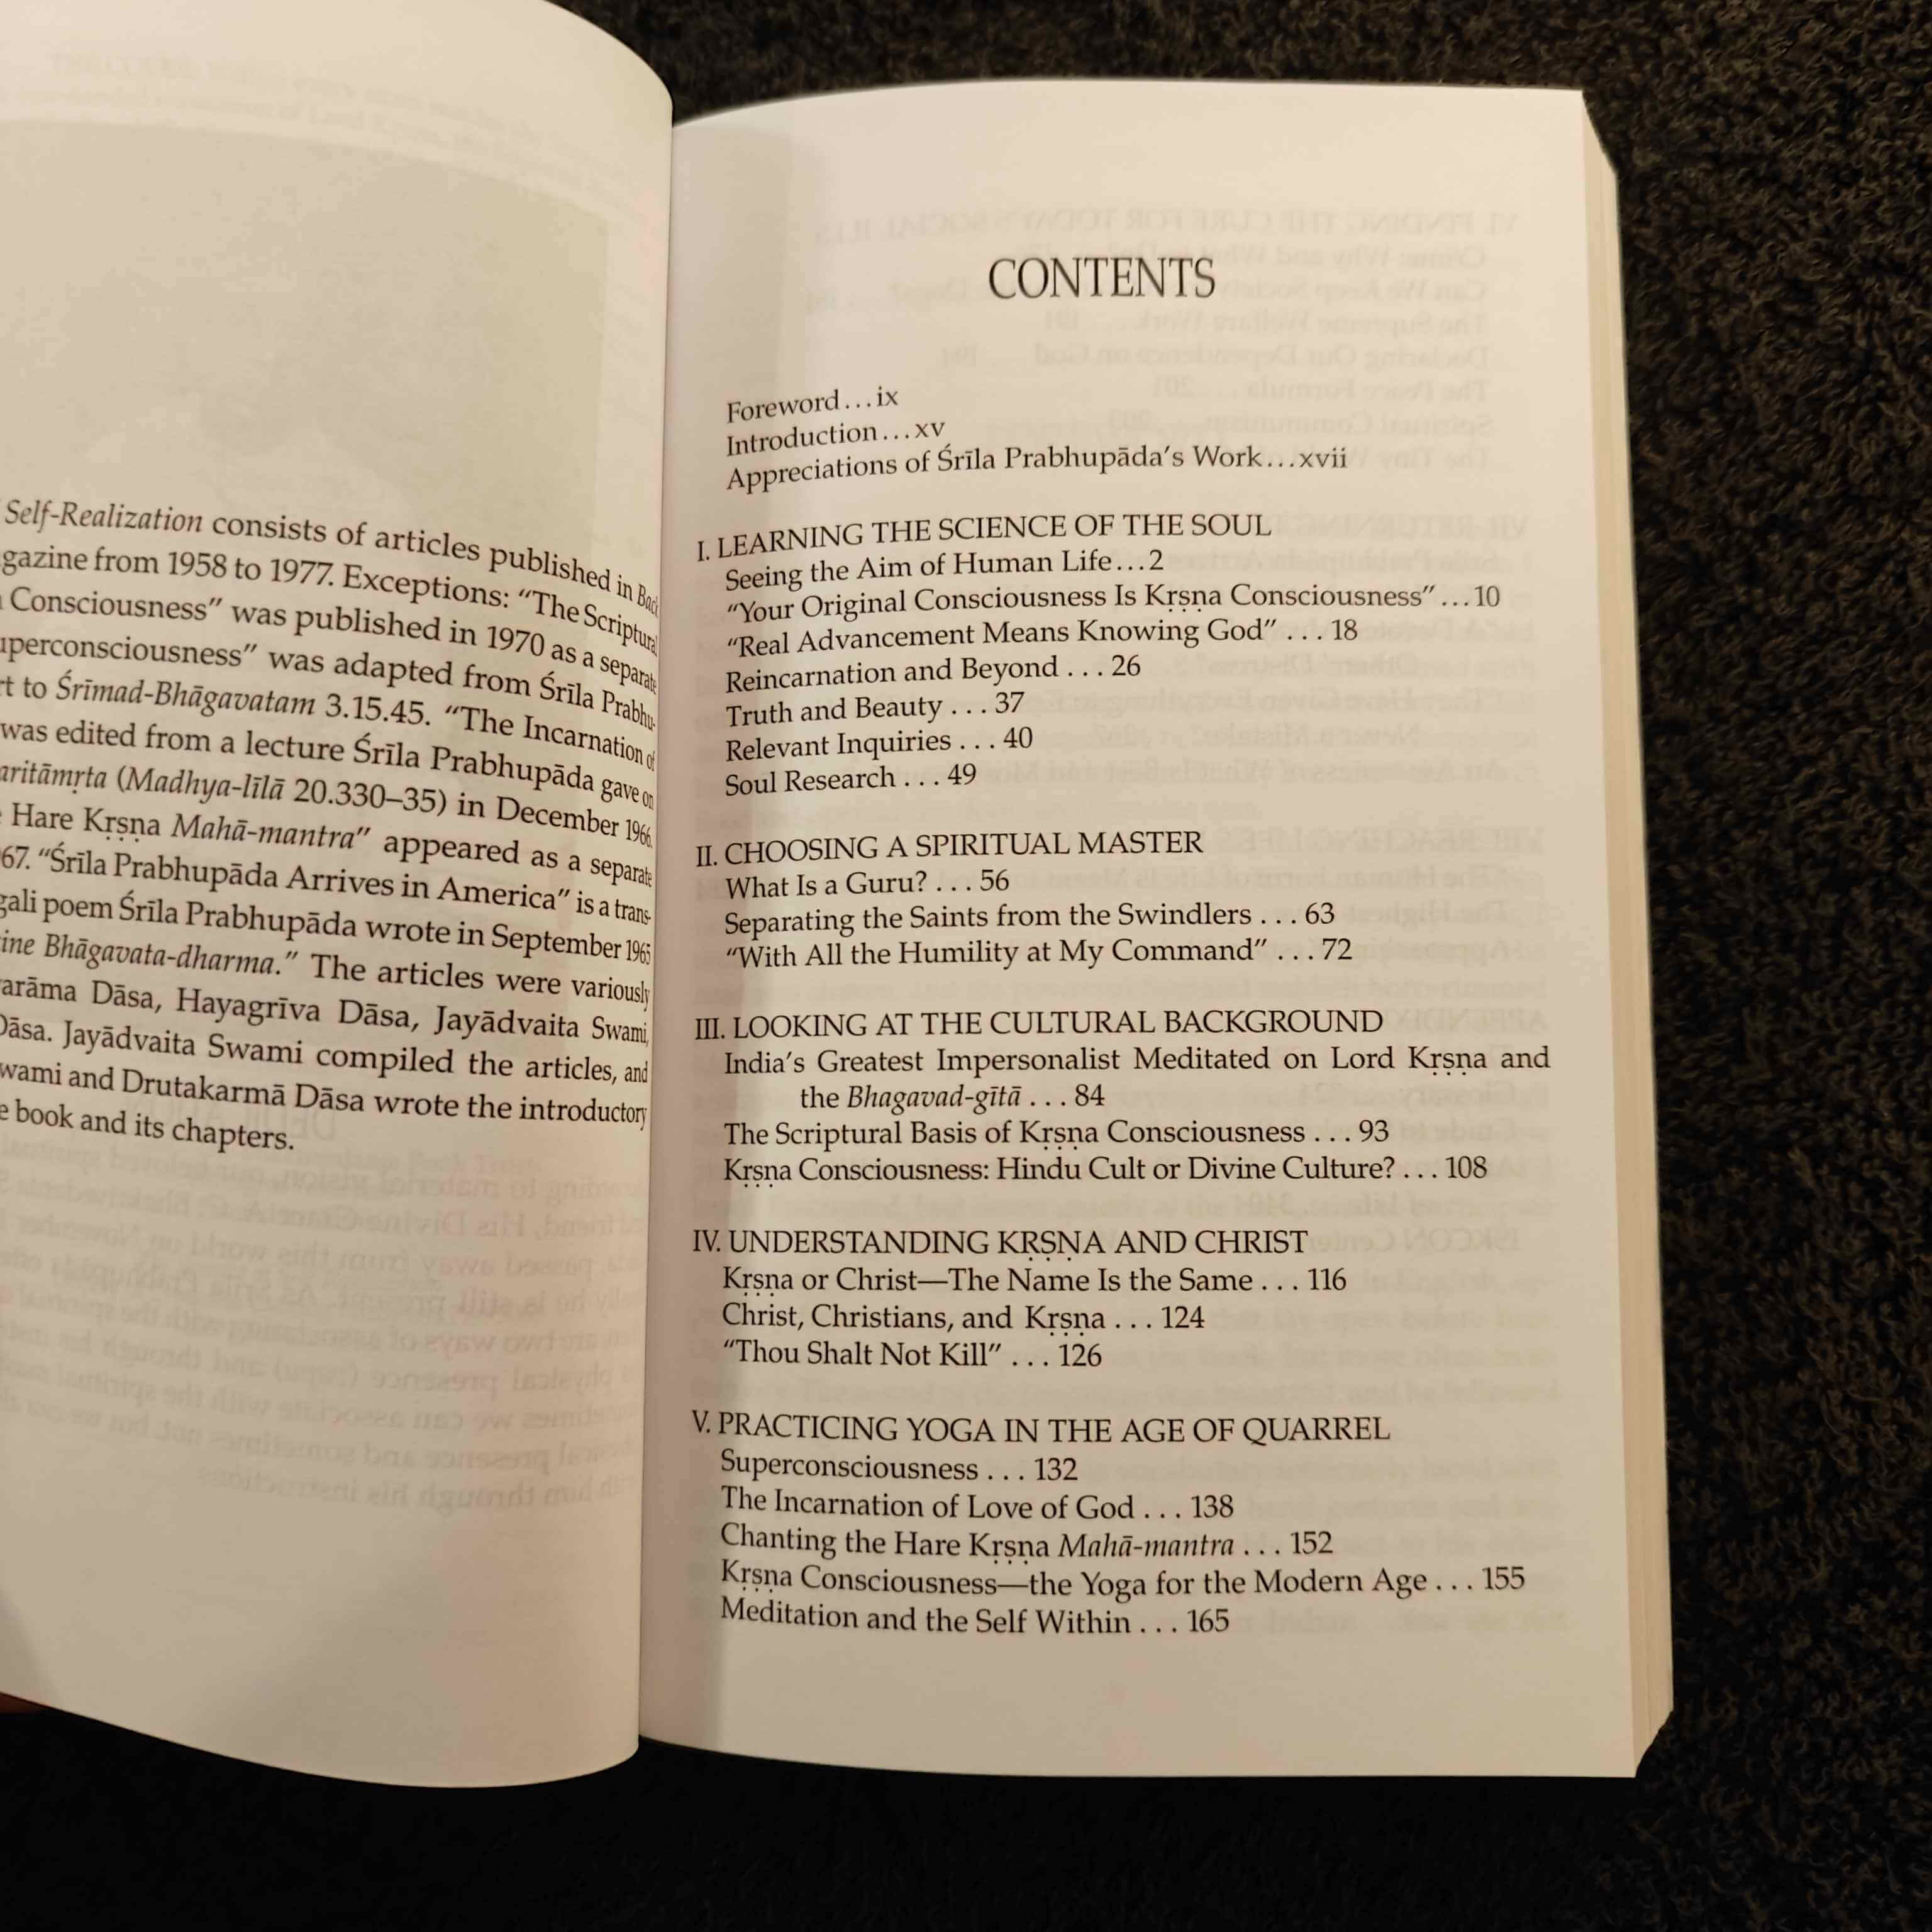 Self-Realization consists of articles published in Back
gazine from 1958 to 1977. Exceptions: “The Scriptural
Consciousness” was published in 1970 as a separate
uperconsciousness” was adapted from Śrīla Prabhu-
rt to Śrīmad-Bhāgavatam 3.15.45. “The Incarnation of
was edited from a lecture Śrīla Prabhupāda gave on
aritāmṛta (Madhya-līlā 20.330–35) in December 1966.
Hare Kṛṣṇa Mahā-mantra” appeared as a separate
67. “Śrīla Prabhupāda Arrives in America” is a trans-
gali poem Śrīla Prabhupāda wrote in September 1965
ine Bhāgavata-dharma.” The articles were variously
arāma Dāsa, Hayagrīva Dāsa, Jayādvaita Swami,
Dāsa. Jayādvaita Swami compiled the articles, and
wami and Drutakarmā Dāsa wrote the introductory
e book and its chapters.
CONTENTS
Foreword...ix
Introduction...xv
Appreciations of Śrīla Prabhupāda’s Work...xvii
I. LEARNING THE SCIENCE OF THE SOUL
Seeing the Aim of Human Life...2
“Your Original Consciousness Is Kṛṣṇa Consciousness”...10
“Real Advancement Means Knowing God” . . . 18
Reincarnation and Beyond . . . 26
Truth and Beauty . . . 37
Relevant Inquiries . . . 40
Soul Research . . . 49
II. CHOOSING A SPIRITUAL MASTER
What Is a Guru? . . . 56
Separating the Saints from the Swindlers . . . 63
“With All the Humility at My Command” . . . 72
III. LOOKING AT THE CULTURAL BACKGROUND
India’s Greatest Impersonalist Meditated on Lord Kṛṣṇa and
the Bhagavad-gītā . . . 84
The Scriptural Basis of Kṛṣṇa Consciousness . . . 93
Kṛṣṇa Consciousness: Hindu Cult or Divine Culture? . . . 108
IV. UNDERSTANDING KṚṢṆA AND CHRIST
Kṛṣṇa or Christ—The Name Is the Same . . . 116
Christ, Christians, and Kṛṣṇa . . . 124
“Thou Shalt Not Kill” . . . 126
V. PRACTICING YOGA IN THE AGE OF QUARREL
Superconsciousness . . . 132
The Incarnation of Love of God . . . 138
Chanting the Hare Kṛṣṇa Mahā-mantra . . . 152
Kṛṣṇa Consciousness—the Yoga for the Modern Age . . . 155
Meditation and the Self Within . . . 165